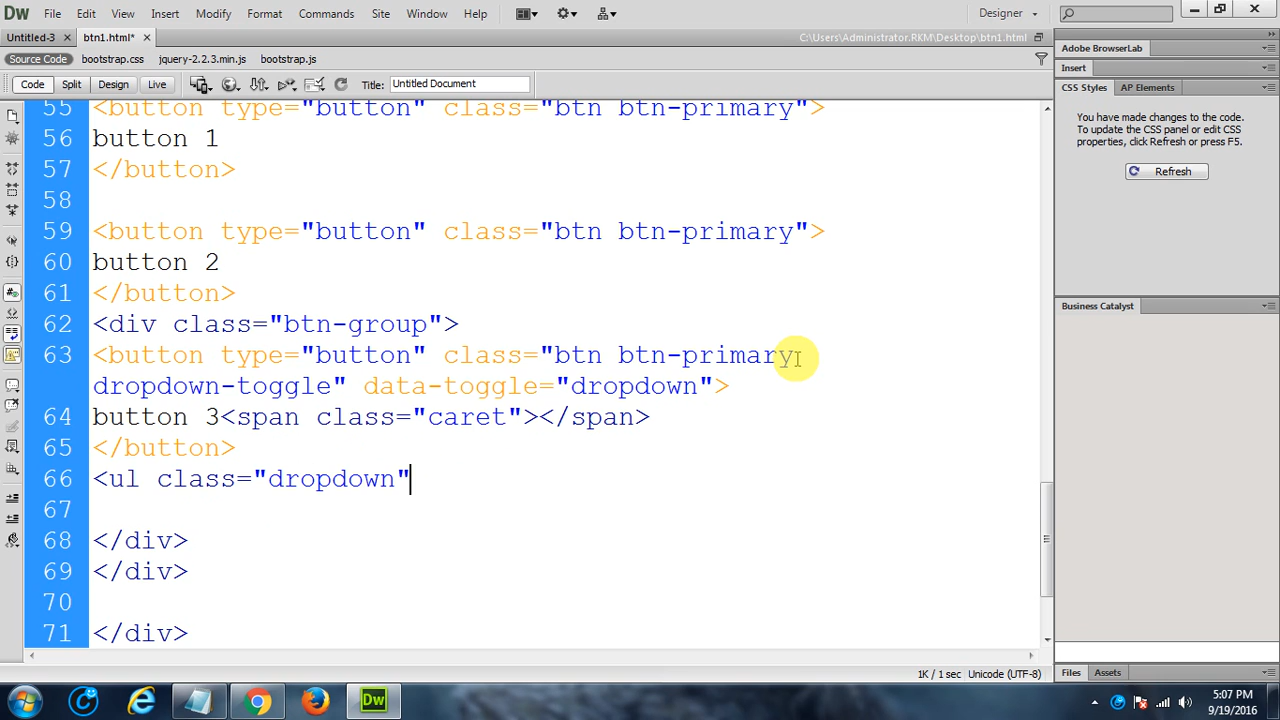 Dw File Edit View Insert Modify Format Commands Site Window Help Designer
Untitled-3 btn1.html* C:\Users\Administrator.RKM\Desktop\btn1.html
Source Code bootstrap.css jquery-2.2.3.min.js bootstrap.js
Code Split Design Live Title: Untitled Document
55 <button type="button" class="btn btn-primary">
56 button 1
57 </button>
58
59 <button type="button" class="btn btn-primary">
60 button 2
61 </button>
62 <div class="btn-group">
63 <button type="button" class="btn btn-primary
dropdown-toggle" data-toggle="dropdown">
64 button 3<span class="caret"></span>
65 </button>
66 <ul class="dropdown"
67
68 </div>
69 </div>
70
71 </div>
1K / 1 sec Unicode (UTF-8)
Adobe BrowserLab
Insert
CSS Styles AP Elements
You have made changes to the code.
To update the CSS panel or edit CSS
properties, click Refresh or press F5.
Refresh
Business Catalyst
Files Assets
Dw
5:07 PM
9/19/2016